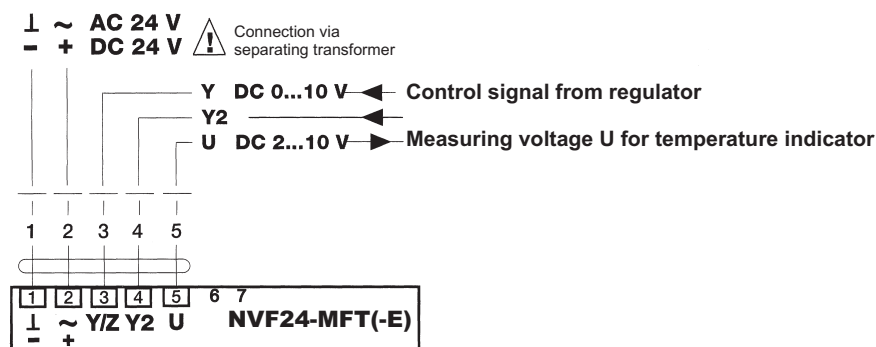 ⊥ ~ AC 24 V
− + DC 24 V
Connection via
separating transformer
Y DC 0...10 V Control signal from regulator
Y2
U DC 2...10 V Measuring voltage U for temperature indicator
1 2 3 4 5
1 2 3 4 5 6 7
⊥ ~ Y/Z Y2 U NVF24-MFT(-E)
− +